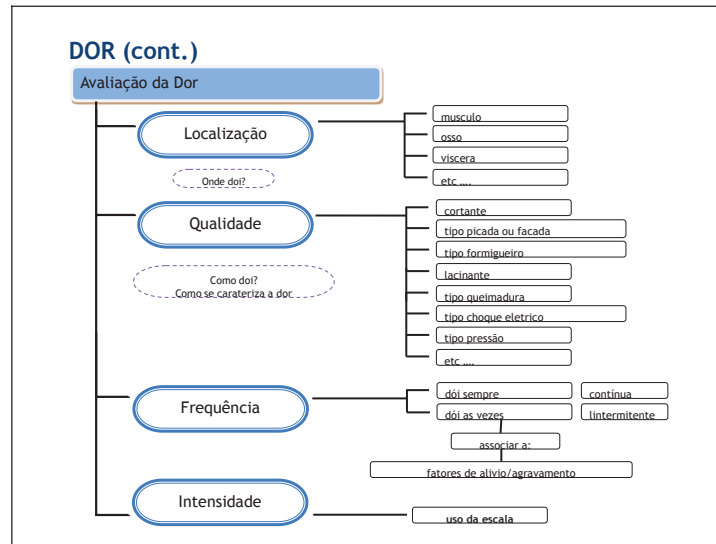 DOR (cont.)
Avaliação da Dor
Localização
Onde doi?
musculo
osso
viscera
etc ….
Qualidade
Como doi?
Como se carateriza a dor
cortante
tipo picada ou facada
tipo formigueiro
lacinante
tipo queimadura
tipo choque eletrico
tipo pressão
etc ….
Frequência
dói sempre
contínua
dói as vezes
lintermitente
associar a:
fatores de alivio/agravamento
Intensidade
uso da escala